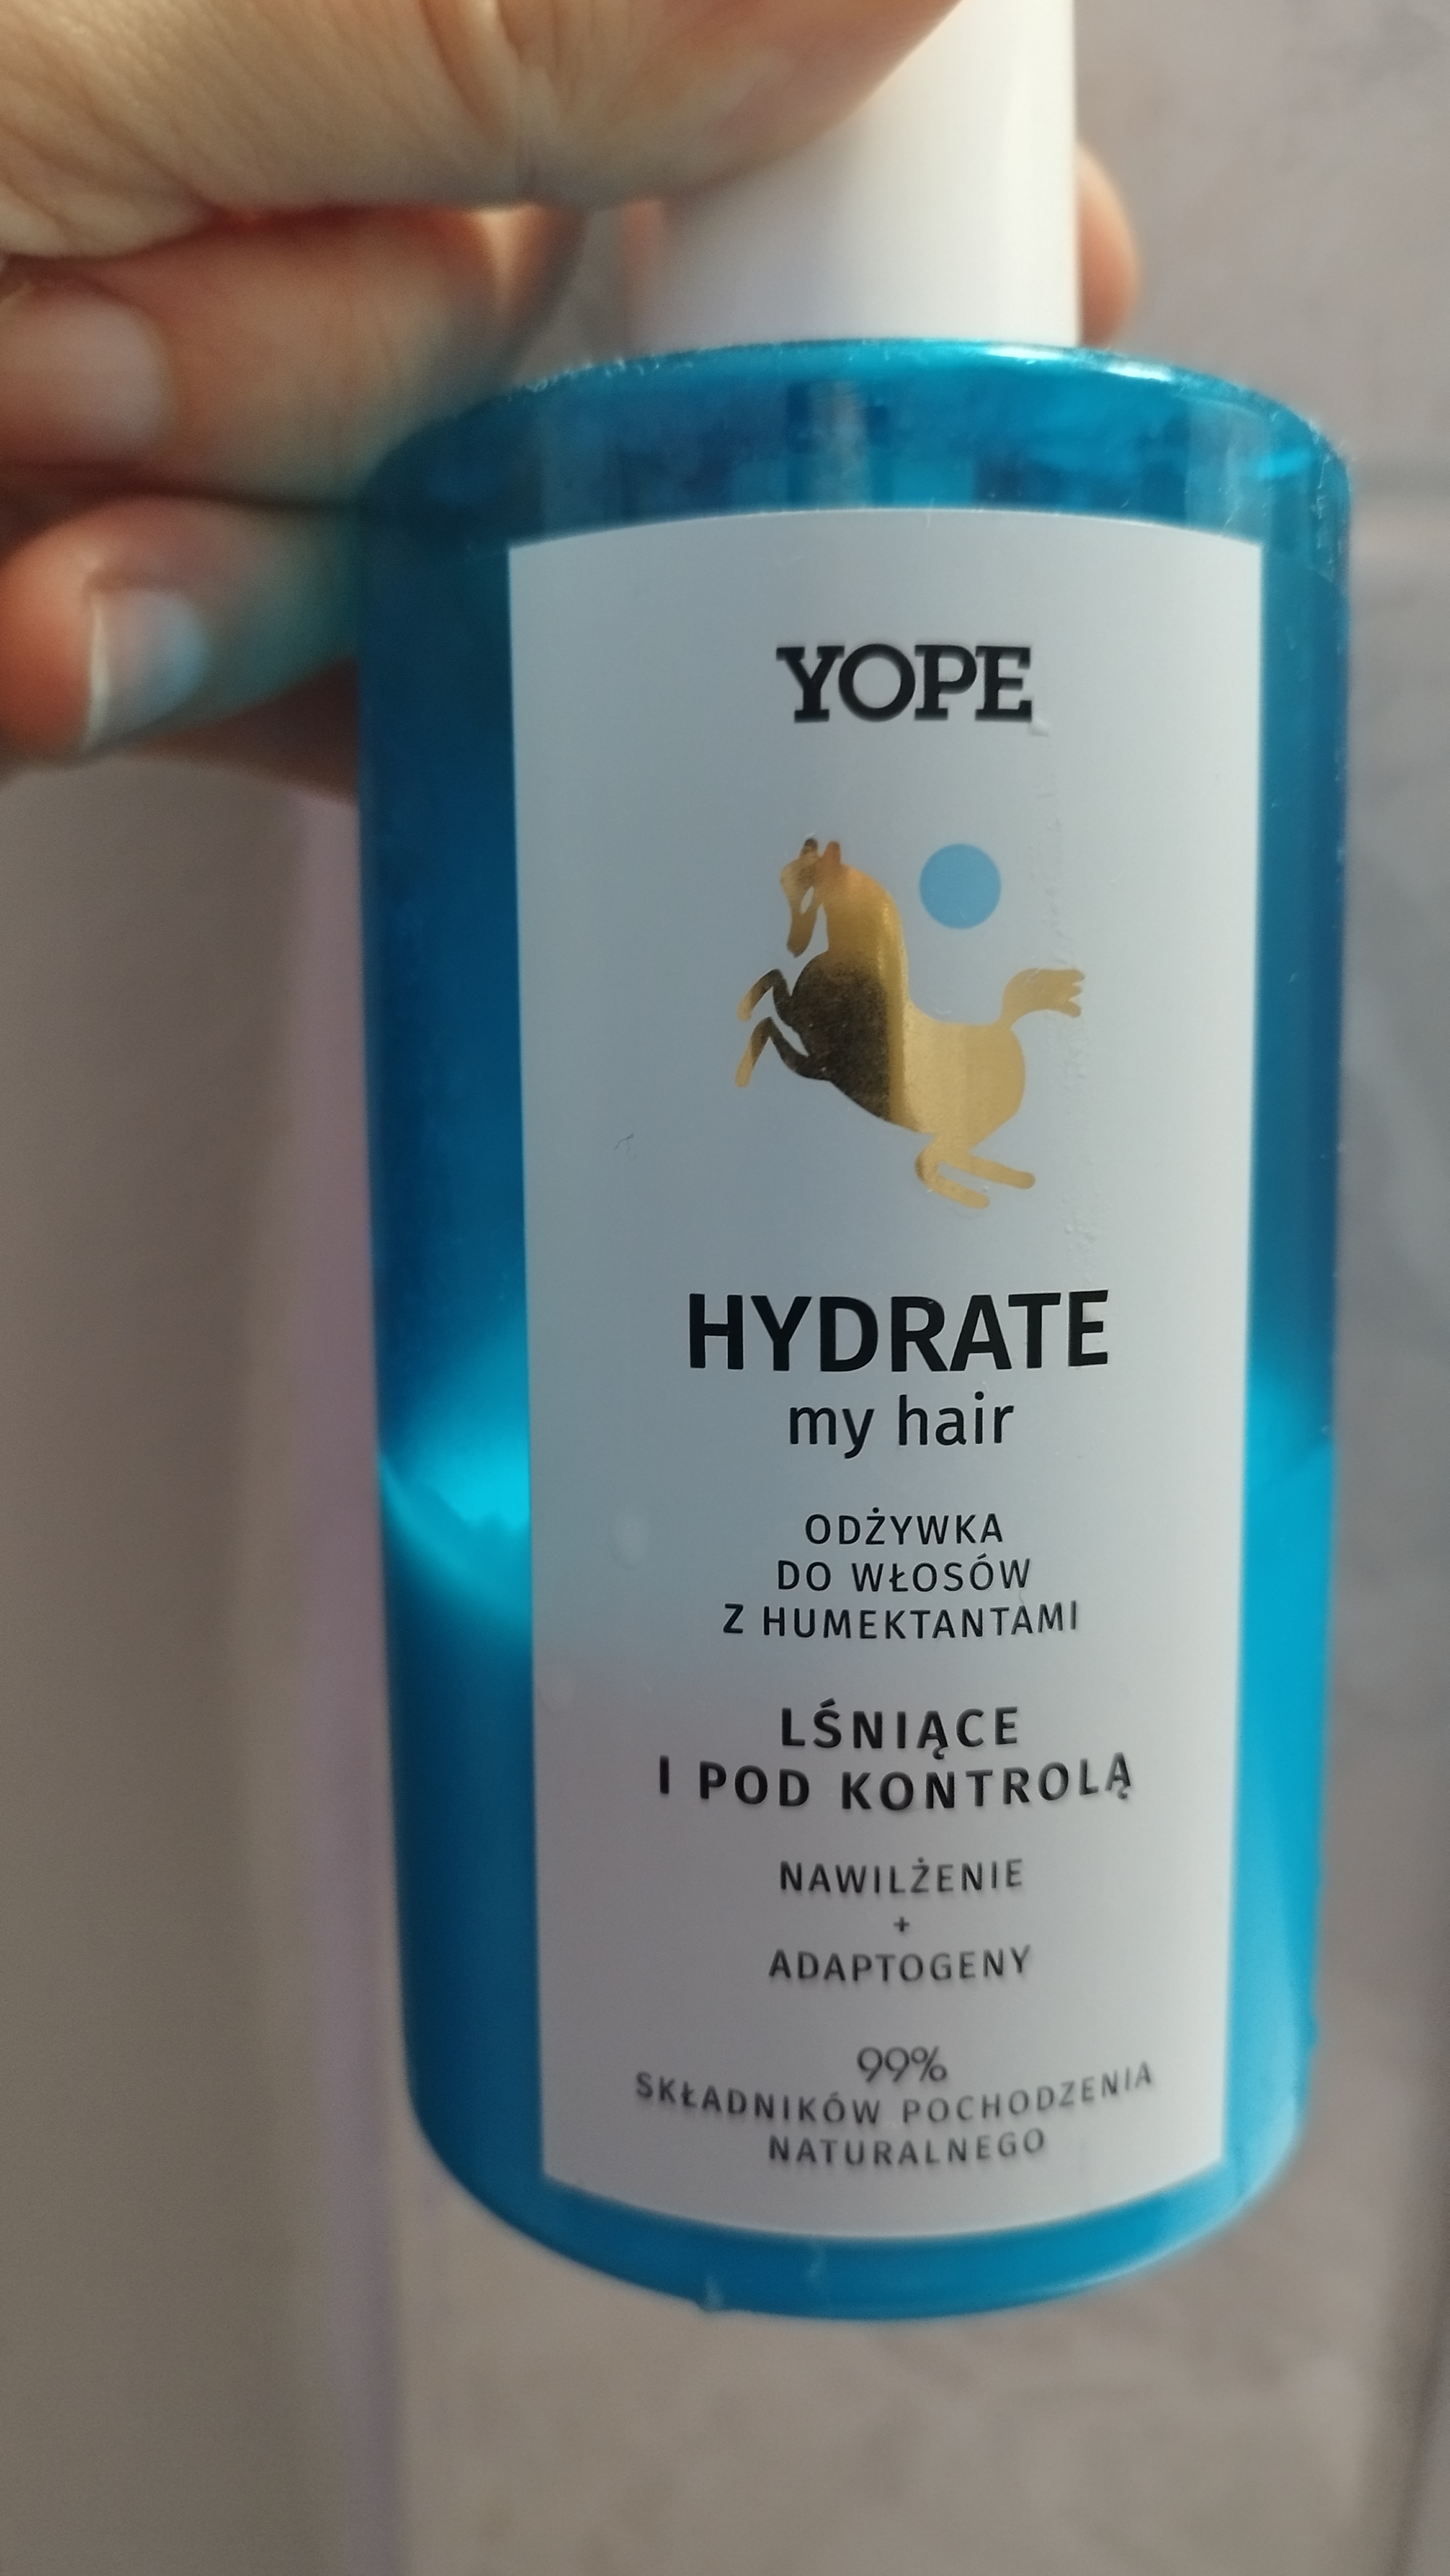 YOPE
HYDRATE
my hair
ODŻYWKA
DO WŁOSÓW
Z HUMEKTANTAMI
LŚNIĄCE
I POD KONTROLĄ
NAWILŻENIE
+
ADAPTOGENY
99%
SKŁADNIKÓW POCHODZENIA
NATURALNEGO